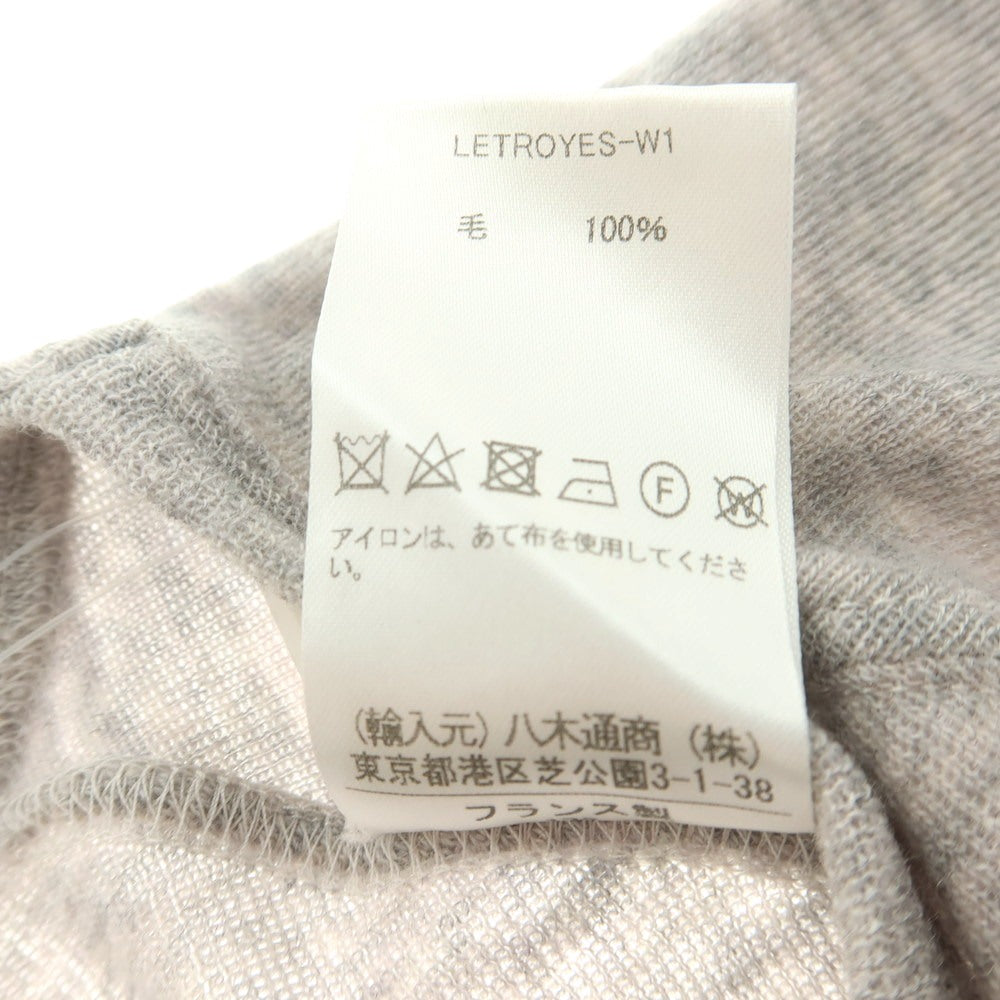 LETROYES-W1
毛 100%
F W
アイロンは、あて布を使用してくださ
い。
(輸入元) 八木通商 (株)
東京都港区芝公園3-1-38
フランス製